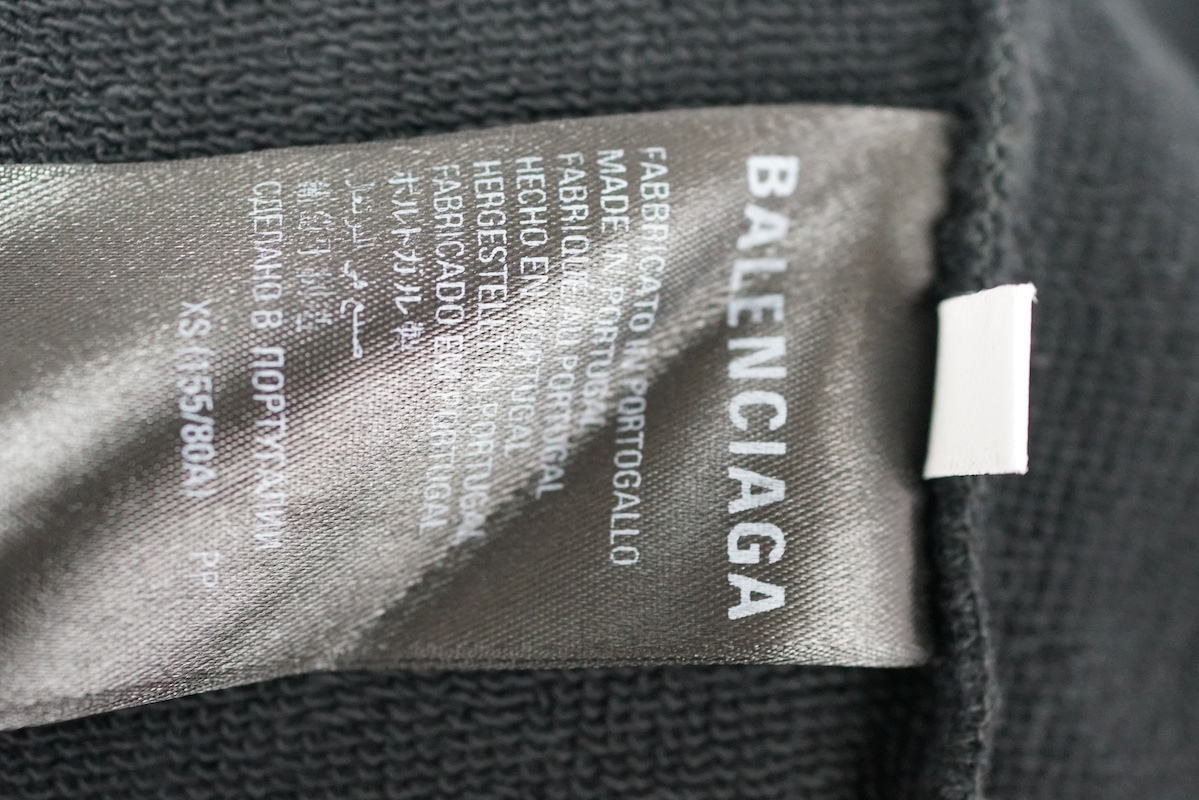 BALENCIAGA
FABBRICATO IN PORTOGALLO
MADE IN PORTUGAL
FABRIQUÉ AU PORTUGAL
HECHO EN PORTUGAL
HERGESTELLT IN PORTUGAL
FABRICADO EM PORTUGAL
ポルトガル製
صنع في البرتغال
葡萄牙制造
СДЕЛАНО В ПОРТУГАЛИИ
XS (155/80A) PP